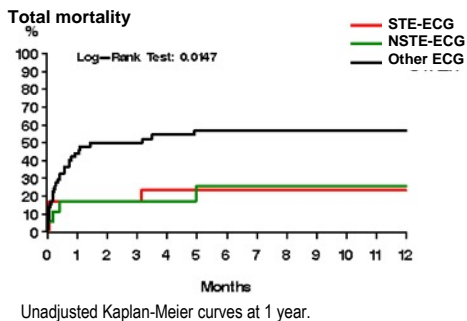 Total mortality
%
Log-Rank Test: 0.0147
STE-ECG
NSTE-ECG
Other ECG
100
90
80
70
60
50
40
30
20
10
0
0 1 2 3 4 5 6 7 8 9 10 11 12
Months
Unadjusted Kaplan-Meier curves at 1 year.